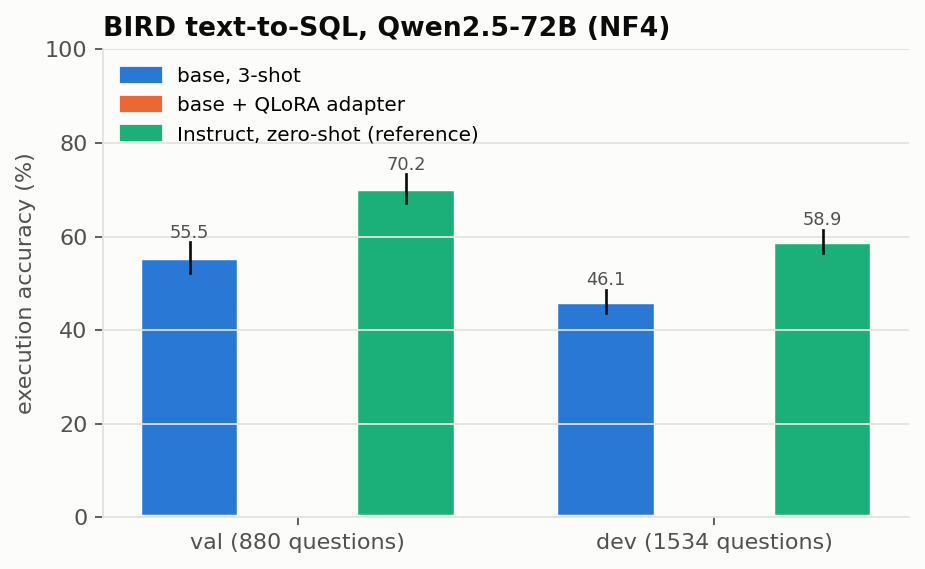 BIRD text-to-SQL, Qwen2.5-72B (NF4)
execution accuracy (%)
100
80
60
40
20
0
base, 3-shot
base + QLoRA adapter
Instruct, zero-shot (reference)
55.5
70.2
46.1
58.9
val (880 questions)
dev (1534 questions)